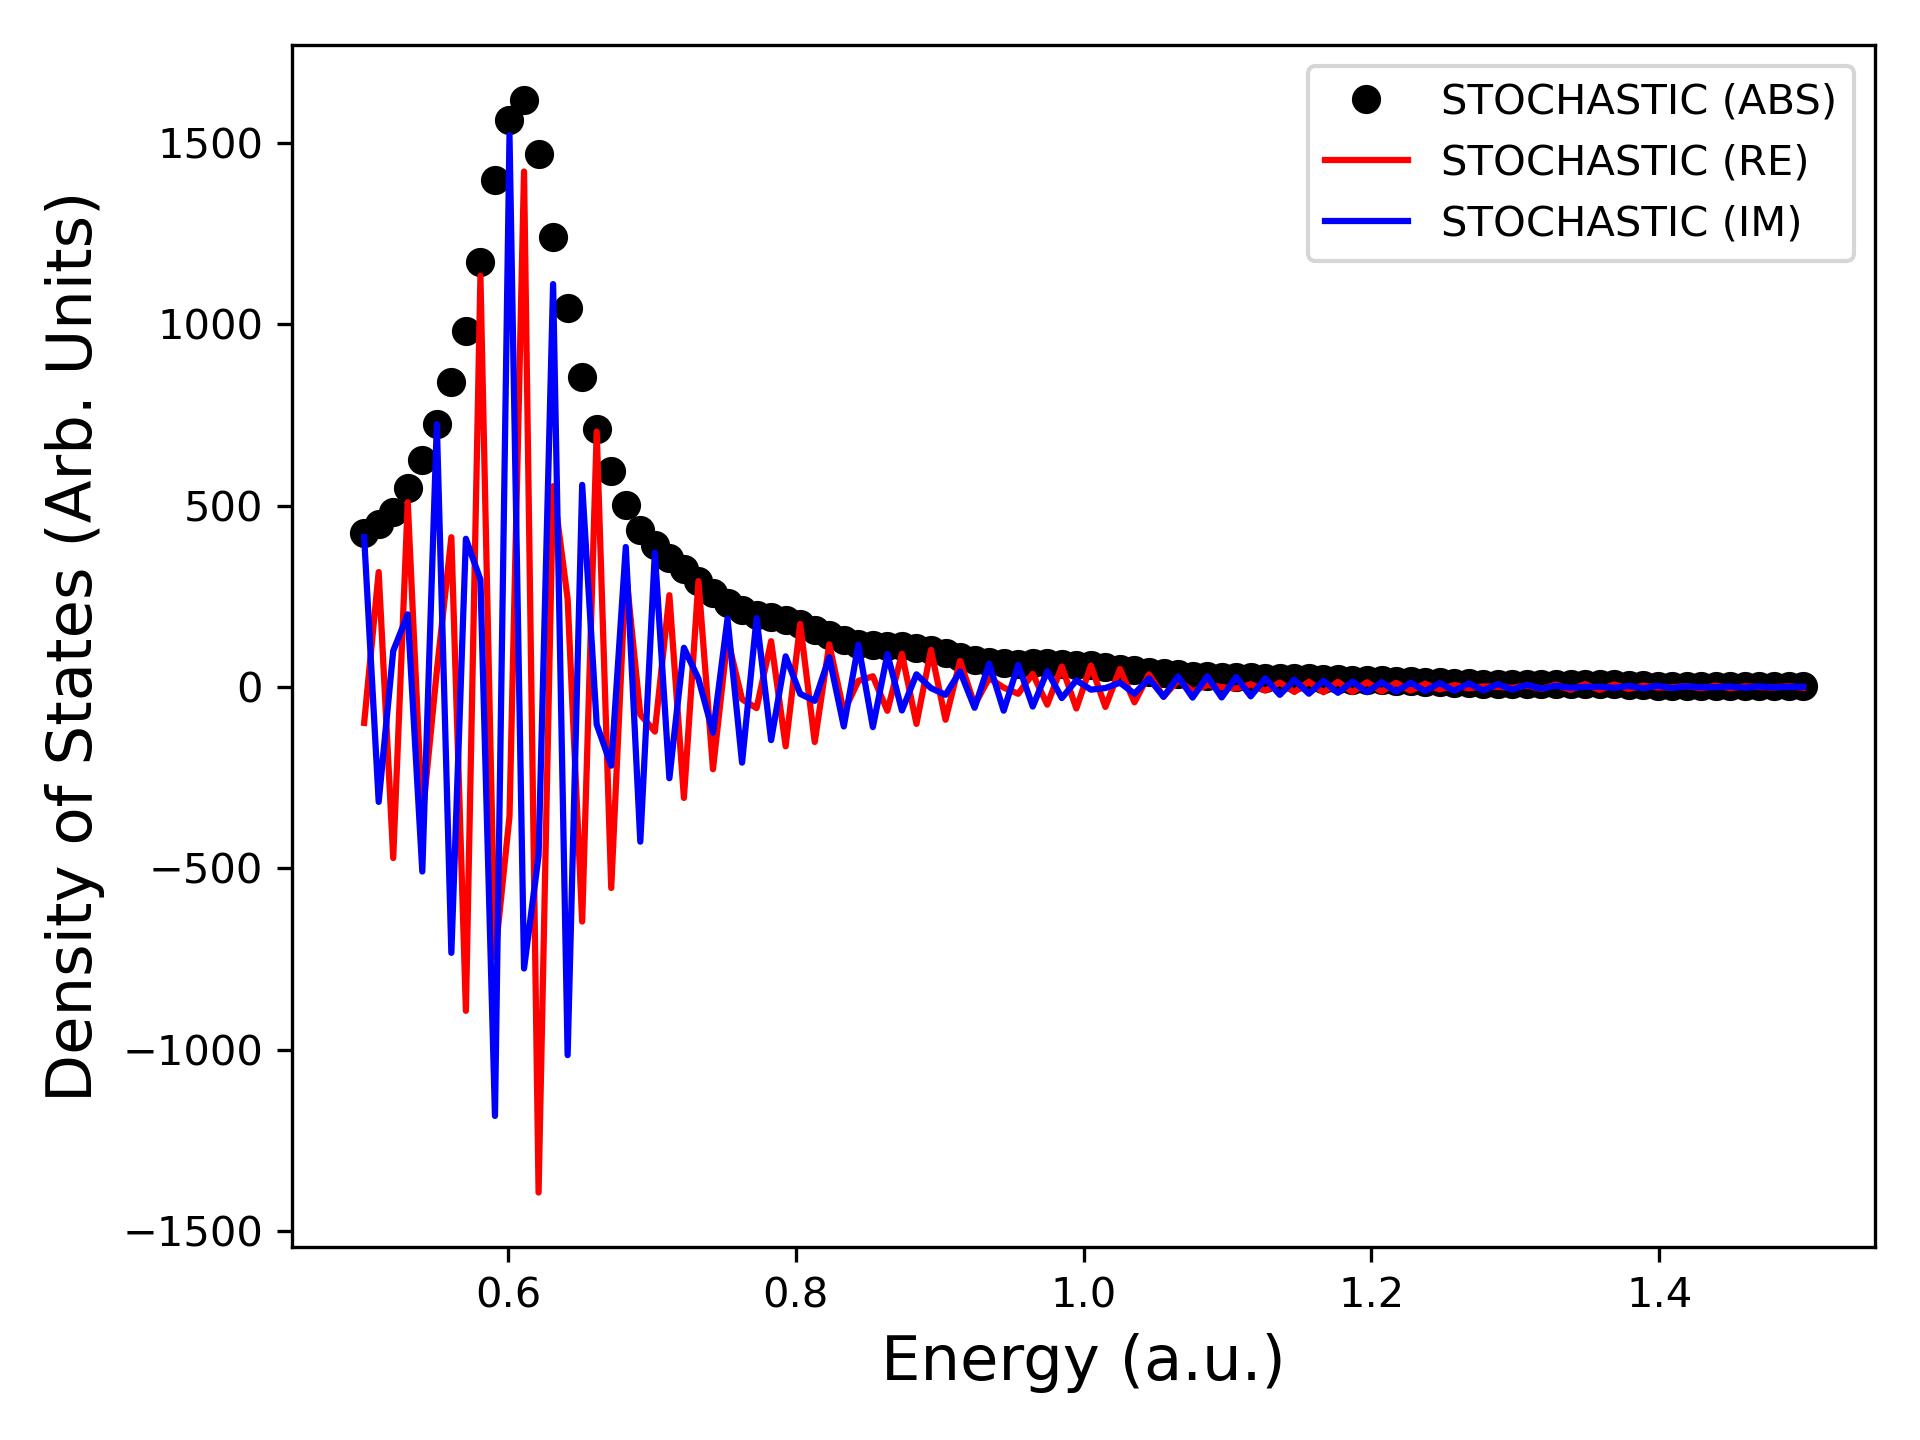 STOCHASTIC (ABS)
STOCHASTIC (RE)
STOCHASTIC (IM)
Density of States (Arb. Units)
1500
1000
500
0
−500
−1000
−1500
0.6 0.8 1.0 1.2 1.4
Energy (a.u.)